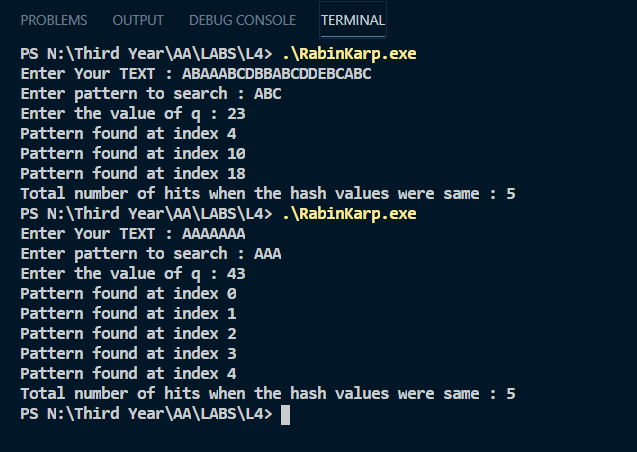 PROBLEMS OUTPUT DEBUG CONSOLE TERMINAL
PS N:\Third Year\AA\LABS\L4> .\RabinKarp.exe
Enter Your TEXT : ABAAABCDBBABCDDEBCABC
Enter pattern to search : ABC
Enter the value of q : 23
Pattern found at index 4
Pattern found at index 10
Pattern found at index 18
Total number of hits when the hash values were same : 5
PS N:\Third Year\AA\LABS\L4> .\RabinKarp.exe
Enter Your TEXT : AAAAAAA
Enter pattern to search : AAA
Enter the value of q : 43
Pattern found at index 0
Pattern found at index 1
Pattern found at index 2
Pattern found at index 3
Pattern found at index 4
Total number of hits when the hash values were same : 5
PS N:\Third Year\AA\LABS\L4>